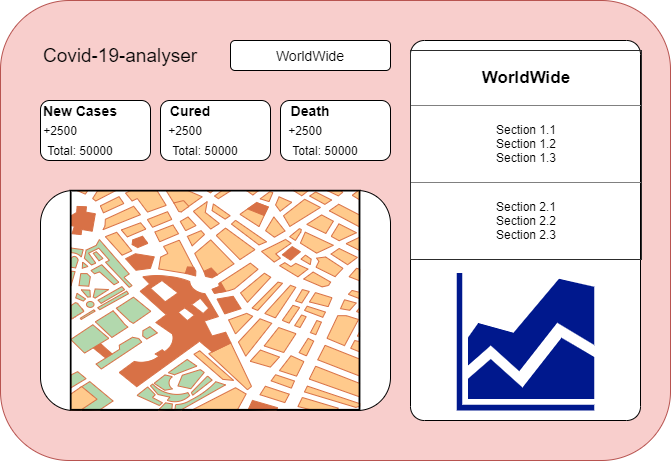 Covid-19-analyser
WorldWide
New Cases
+2500
Total: 50000
Cured
+2500
Total: 50000
Death
+2500
Total: 50000
WorldWide
Section 1.1
Section 1.2
Section 1.3
Section 2.1
Section 2.2
Section 2.3